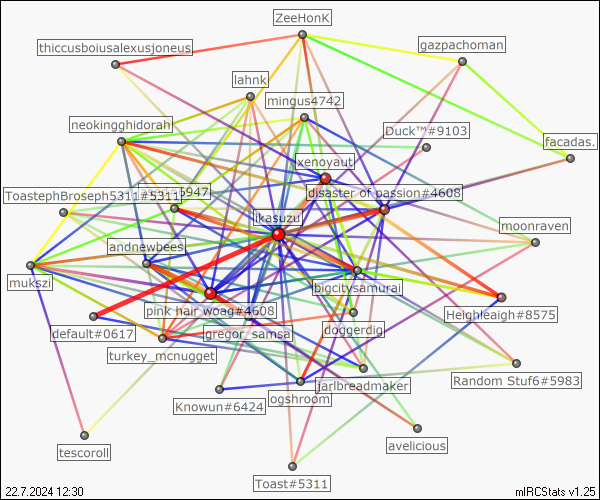 ZeeHonK
thiccusboiusalexusjoneus
gazpachoman
lahnk
mingus4742
neokingghidorah
Duck™#9103
facadas.
xenoyaut
ToastephBroseph5311#5311
5947
disaster of passion#4608
ikasuzu
moonraven
andnewbees
mukszi
bigcitysamurai
pink hair woag#4608
Heighleaigh#8575
default#0617
gregor_samsa
doggerdig
turkey_mcnugget
Random Stuf6#5983
jarlbreadmaker
Knowun#6424
ogshroom
tescoroll
avelicious
Toast#5311
22.7.2024 12:30
mIRCStats v1.25